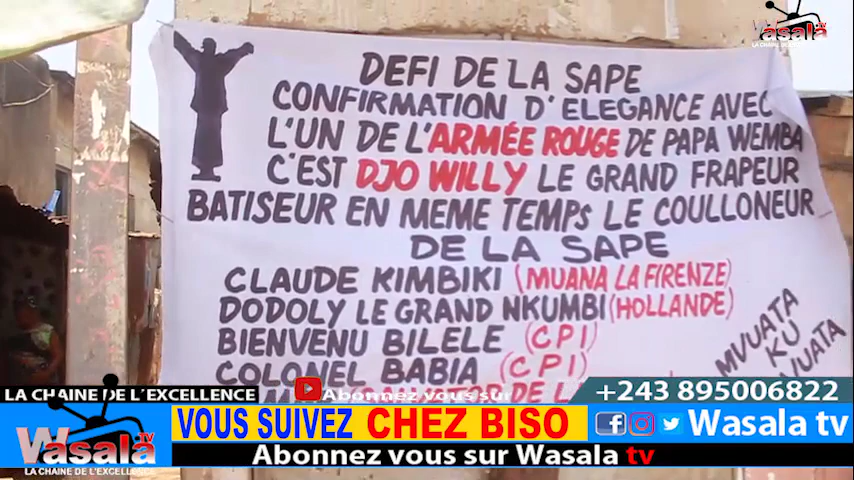 Wasala TV
LA CHAINE DE L'EXCELLENCE
DEFI DE LA SAPE
CONFIRMATION D'ELEGANCE AVEC
L'UN DE L'ARMÉE ROUGE DE PAPA WEMBA
C'EST DJO WILLY LE GRAND FRAPEUR
BATISEUR EN MEME TEMPS LE COULLONEUR
DE LA SAPE
CLAUDE KIMBIKI (MUANA LA FIRENZE)
DODOLY LE GRAND NKUMBI (HOLLANDE)
BIENVENU BILELE (CPI)
COLONEL BABIA (CPI)
DE LA
MVUATA
KU
LA CHAINE DE L'EXCELLENCE
Abonnez vous sur
+243 895006822
Wasala TV
LA CHAINE DE L'EXCELLENCE
VOUS SUIVEZ CHEZ BISO
Wasala tv
Abonnez vous sur Wasala tv